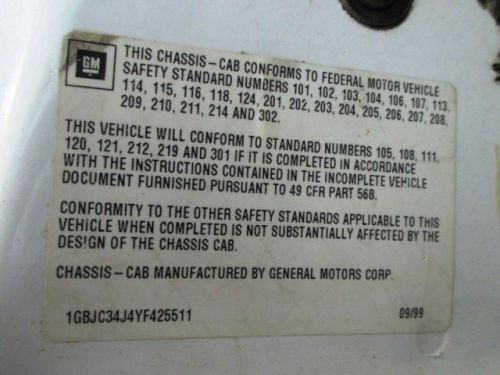 GM
THIS CHASSIS-CAB CONFORMS TO FEDERAL MOTOR VEHICLE
SAFETY STANDARD NUMBERS 101, 102, 103, 104, 106, 107, 113,
114, 115, 116, 118, 124, 201, 202, 203, 204, 205, 206, 207, 208,
209, 210, 211, 214 AND 302.
THIS VEHICLE WILL CONFORM TO STANDARD NUMBERS 105, 108, 111,
120, 121, 212, 219 AND 301 IF IT IS COMPLETED IN ACCORDANCE
WITH THE INSTRUCTIONS CONTAINED IN THE INCOMPLETE VEHICLE
DOCUMENT FURNISHED PURSUANT TO 49 CFR PART 568.
CONFORMITY TO THE OTHER SAFETY STANDARDS APPLICABLE TO THIS
VEHICLE WHEN COMPLETED IS NOT SUBSTANTIALLY AFFECTED BY THE
DESIGN OF THE CHASSIS CAB.
CHASSIS-CAB MANUFACTURED BY GENERAL MOTORS CORP.
1GBJC34J4YF425511 09/99